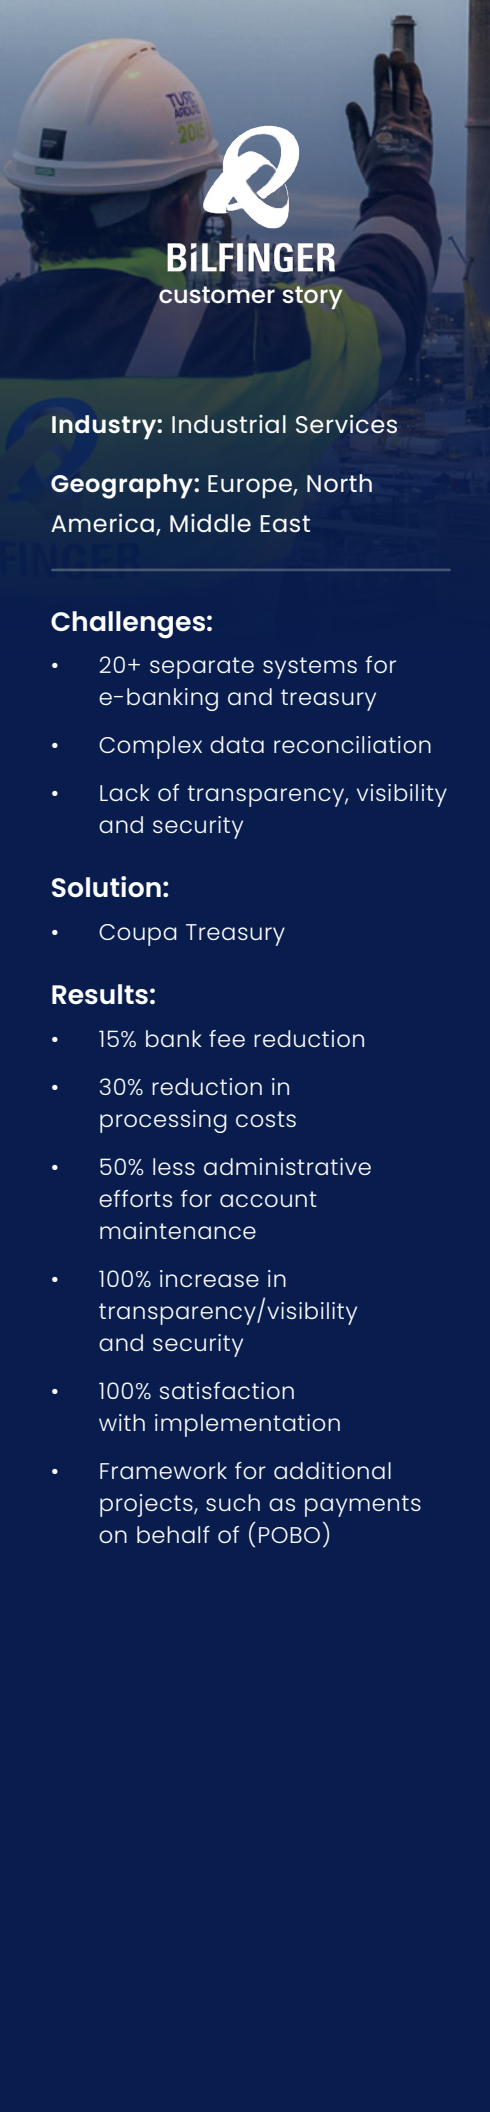 2015
BiLFINGER
customer story
Industry: Industrial Services
Geography: Europe, North
America, Middle East
FINGER
Challenges:
• 20+ separate systems for
e-banking and treasury
• Complex data reconciliation
• Lack of transparency, visibility
and security
Solution:
• Coupa Treasury
Results:
• 15% bank fee reduction
• 30% reduction in
processing costs
• 50% less administrative
efforts for account
maintenance
• 100% increase in
transparency/visibility
and security
• 100% satisfaction
with implementation
• Framework for additional
projects, such as payments
on behalf of (POBO)